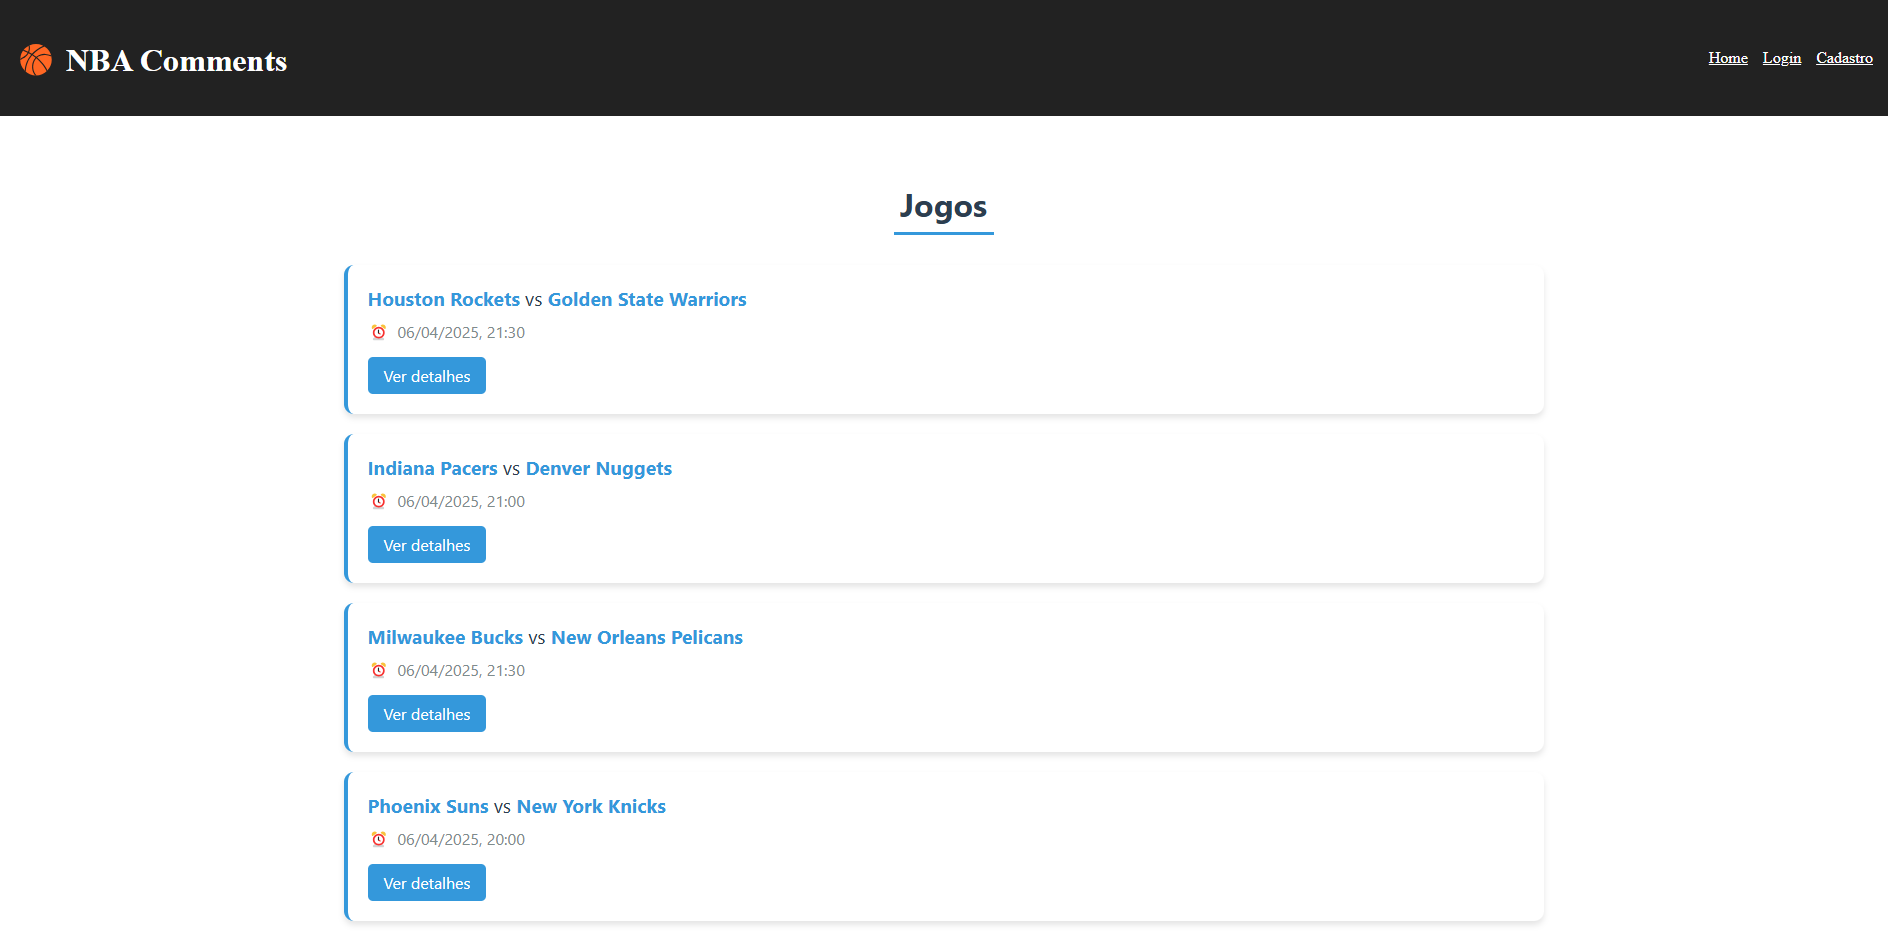 NBA Comments
Home Login Cadastro
Jogos
Houston Rockets vs Golden State Warriors
06/04/2025, 21:30
Ver detalhes
Indiana Pacers vs Denver Nuggets
06/04/2025, 21:00
Ver detalhes
Milwaukee Bucks vs New Orleans Pelicans
06/04/2025, 21:30
Ver detalhes
Phoenix Suns vs New York Knicks
06/04/2025, 20:00
Ver detalhes